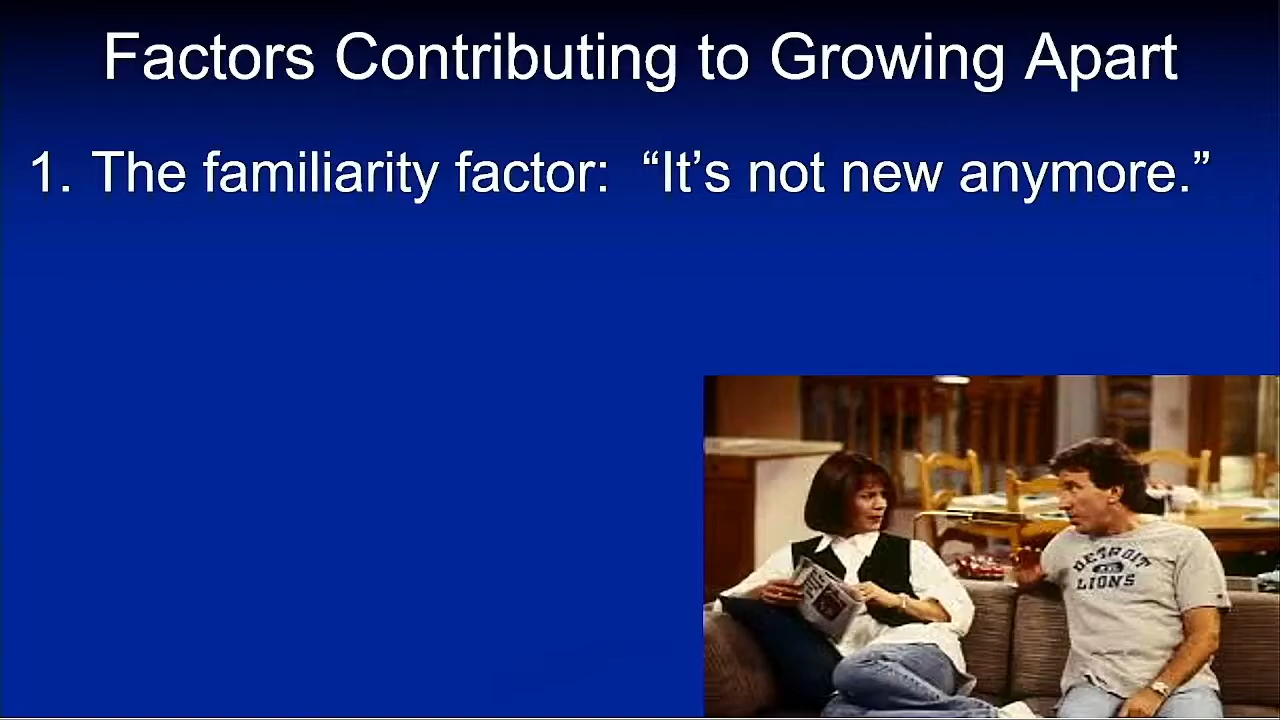 Factors Contributing to Growing Apart
1. The familiarity factor: “It’s not new anymore.”
DETROIT
LIONS